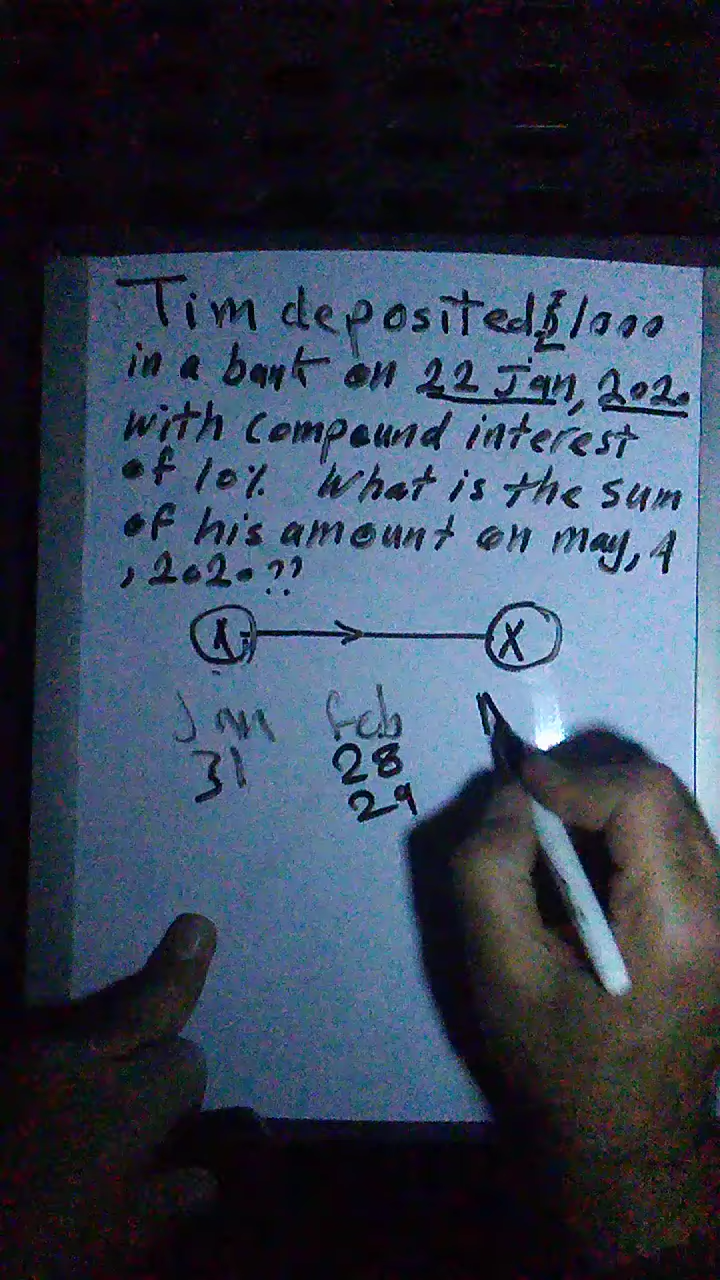 Tim deposited $1000
in a bank on 22 Jan, 2020
with compound interest
of 10% What is the sum
of his amount on may, 4
, 2020??
X
Jan Feb
31 28
29